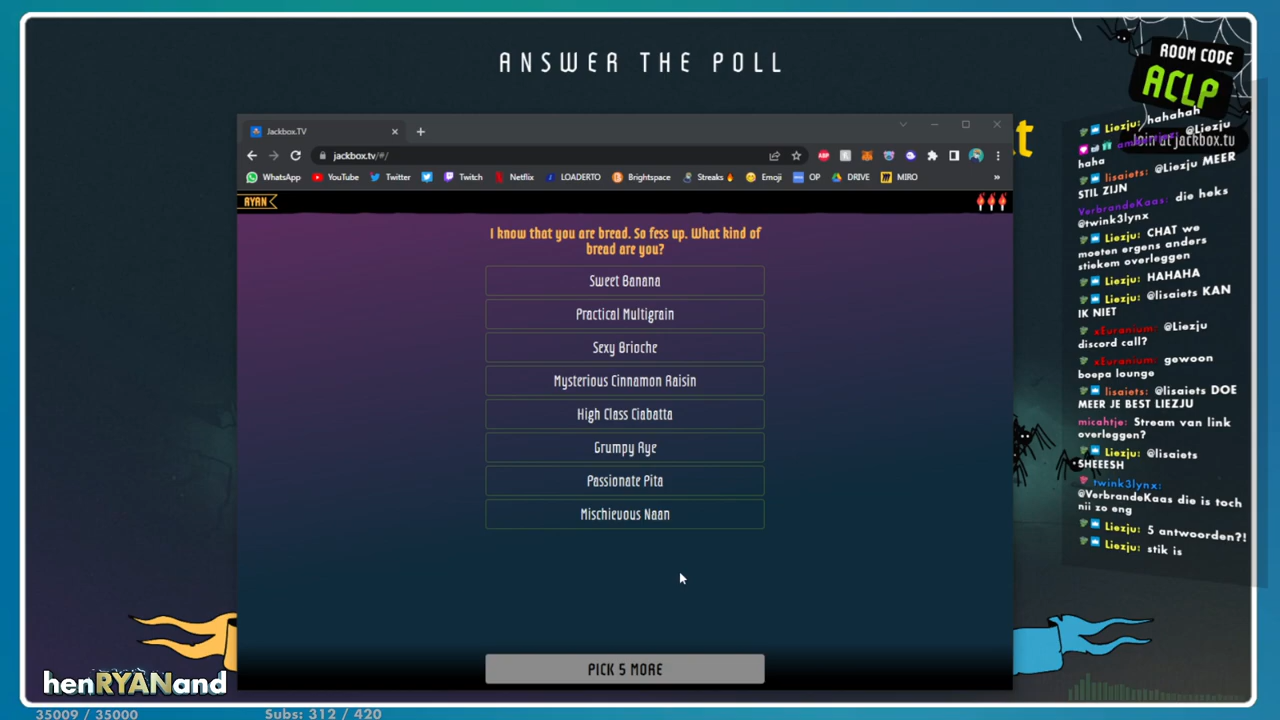 ANSWER THE POLL
ROOM CODE
ACLP
Join at jackbox.tv
Jackbox.TV
jackbox.tv/#/
WhatsApp YouTube Twitter Twitch Netflix LOADERTO Brightspace Streaks Emoji OP DRIVE MIRO »
RYAN
I know that you are bread. So fess up. What kind of
bread are you?
Sweet Banana
Practical Multigrain
Sexy Brioche
Mysterious Cinnamon Raisin
High Class Ciabatta
Grumpy Rye
Passionate Pita
Mischievous Naan
PICK 5 MORE
Liezju: hahahah
@Liezju
haha
lisaiets: @Liezju MEER
STIL ZIJN
VerbrandeKaas: die heks
@twink3lynx
Liezju: CHAT we
moeten ergens anders
stiekem overleggen
Liezju: HAHAHA
Liezju: @lisaiets KAN
IK NIET
xEuranium: @Liezju
discord call?
xEuranium: gewoon
boepa lounge
lisaiets: @lisaiets DOE
MEER JE BEST LIEZJU
micahtje: Stream van link
overleggen?
Liezju: @lisaiets
SHEEESH
twink3lynx:
@VerbrandeKaas die is toch
nii zo eng
Liezju: 5 antwoorden?!
Liezju: stik is
henRYANand
35009 / 35000 Subs: 312 / 420